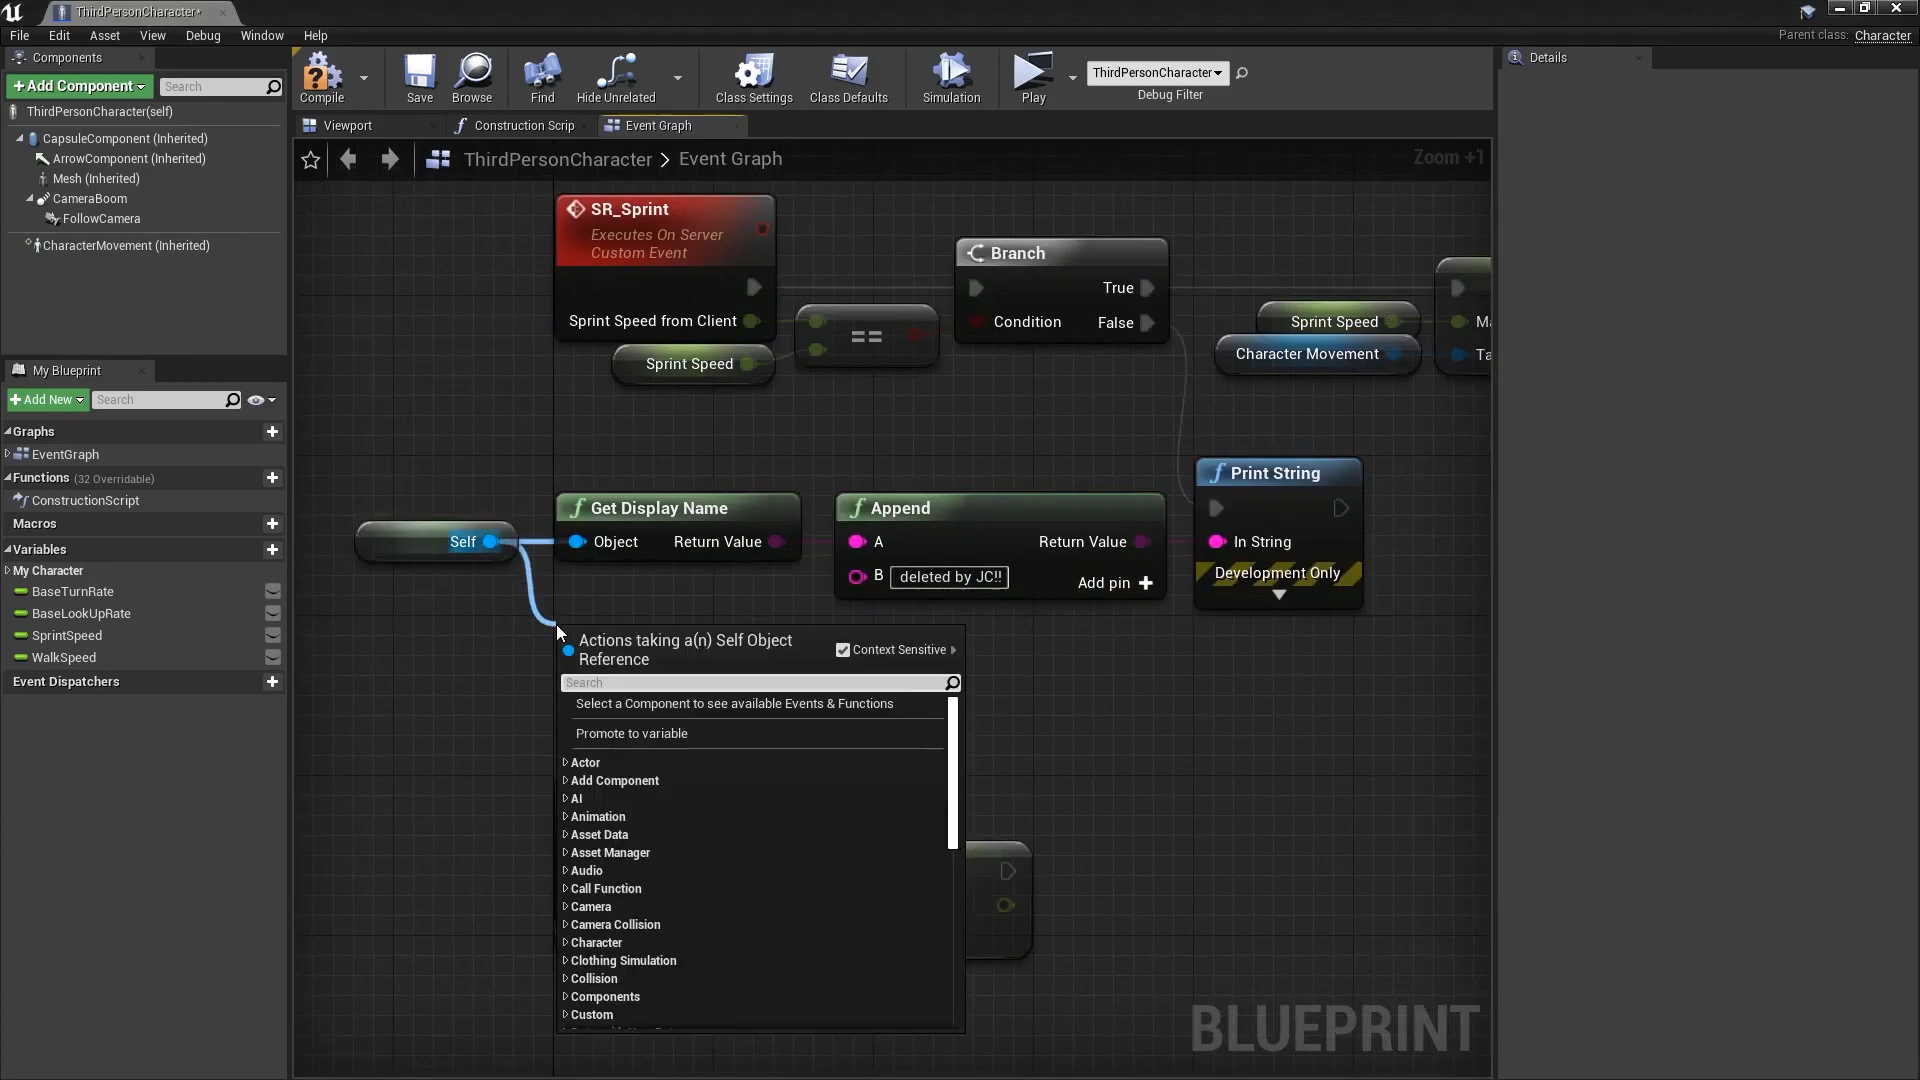 ThirdPersonCharacter*
File Edit Asset View Debug Window Help
Parent class: Character
Components
+Add Component
Search
ThirdPersonCharacter(self)
CapsuleComponent (Inherited)
ArrowComponent (Inherited)
Mesh (Inherited)
CameraBoom
FollowCamera
CharacterMovement (Inherited)
My Blueprint
+Add New
Search
Graphs
EventGraph
Functions (32 Overridable)
ConstructionScript
Macros
Variables
My Character
BaseTurnRate
BaseLookUpRate
SprintSpeed
WalkSpeed
Event Dispatchers
Compile
Save
Browse
Find
Hide Unrelated
Class Settings
Class Defaults
Simulation
Play
ThirdPersonCharacter
Debug Filter
Viewport
Construction Scrip
Event Graph
ThirdPersonCharacter > Event Graph
Zoom +1
SR_Sprint
Executes On Server
Custom Event
Sprint Speed from Client
Sprint Speed
==
Branch
True
Condition
False
Sprint Speed
Character Movement
Ma
Ta
Self
Get Display Name
Object
Return Value
Append
A
Return Value
B
deleted by JC!!
Add pin +
Print String
In String
Development Only
Actions taking a(n) Self Object
Reference
Context Sensitive
Search
Select a Component to see available Events & Functions
Promote to variable
Actor
Add Component
AI
Animation
Asset Data
Asset Manager
Audio
Call Function
Camera
Camera Collision
Character
Clothing Simulation
Collision
Components
Custom
BLUEPRINT
Details